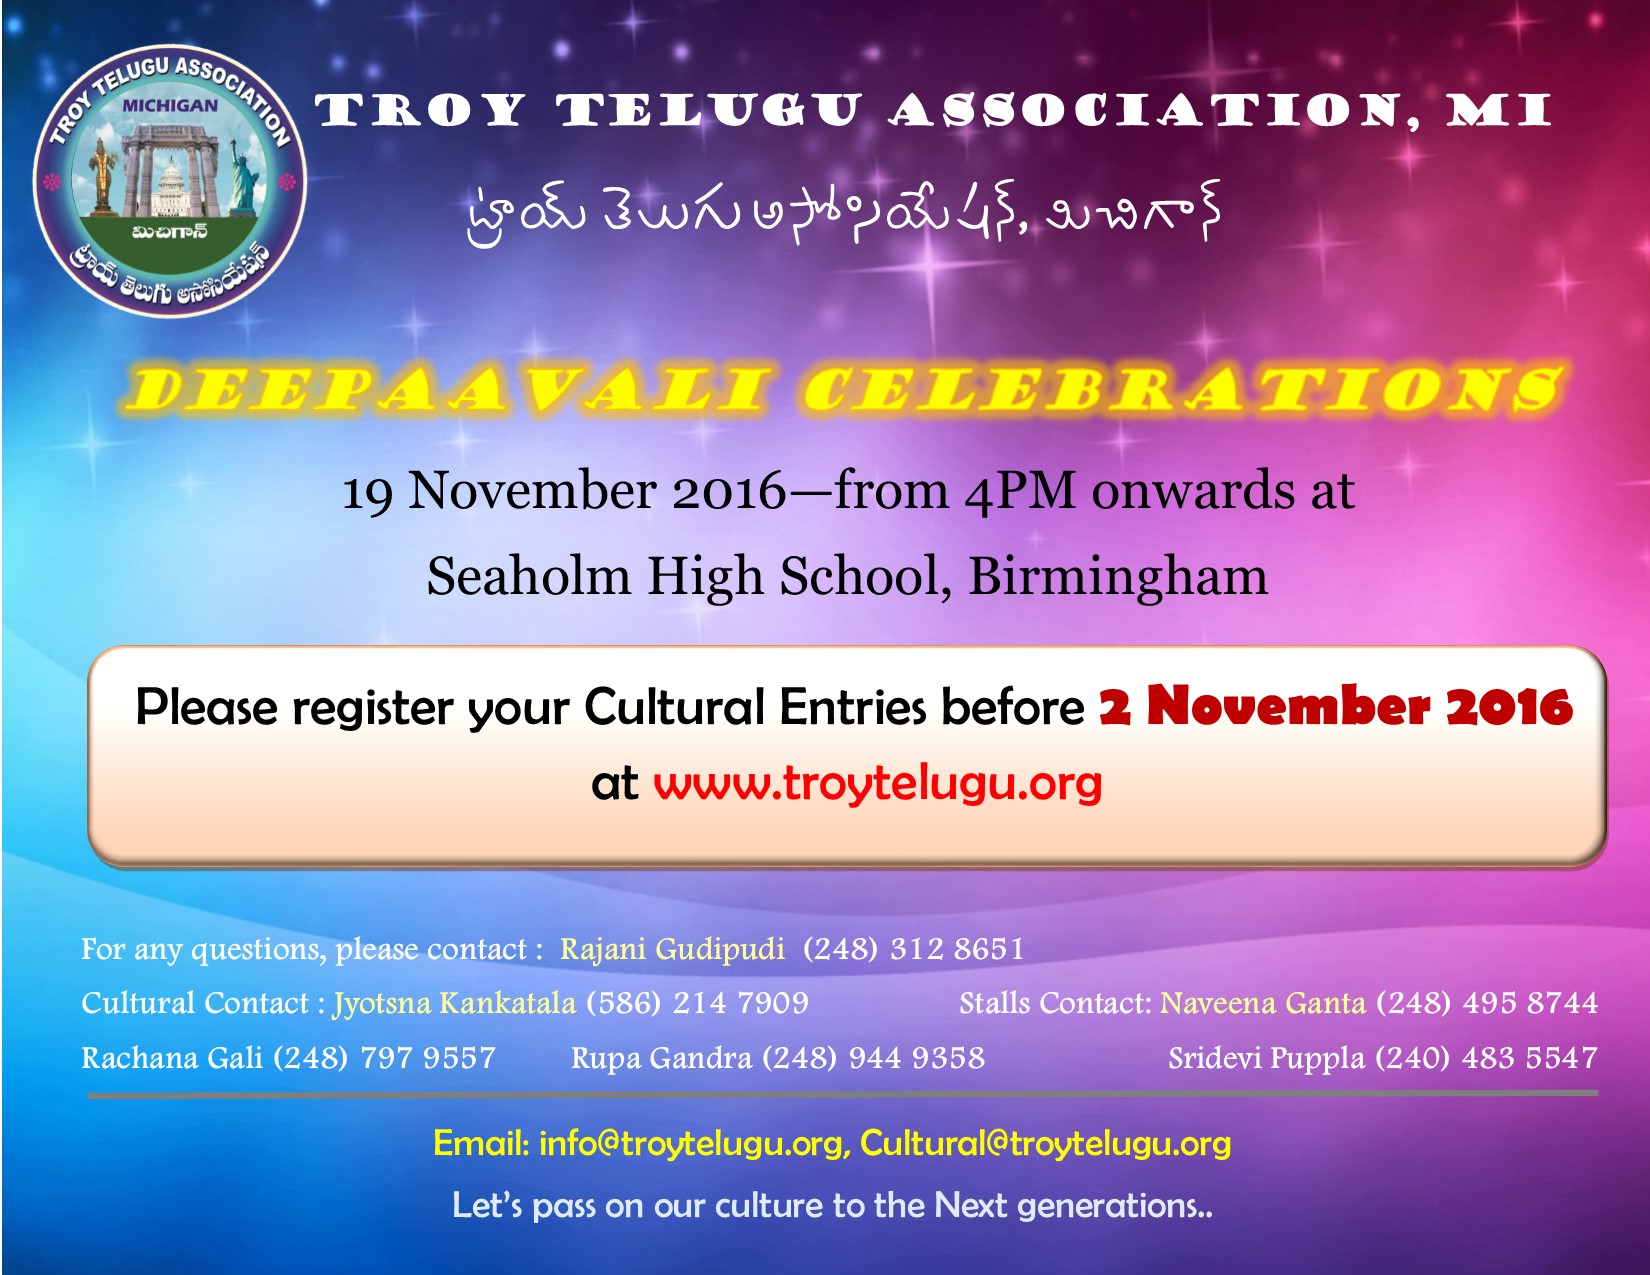 TROY TELUGU ASSOCIATION
MICHIGAN
మిచిగాన్
ట్రాయ్ తెలుగు అసోసియేషన్
TROY TELUGU ASSOCIATION, MI
ట్రాయ్ తెలుగు అసోసియేషన్, మిచిగాన్
DEEPAAVALI CELEBRATIONS
19 November 2016—from 4PM onwards at
Seaholm High School, Birmingham
Please register your Cultural Entries before 2 November 2016
at www.troytelugu.org
For any questions, please contact : Rajani Gudipudi (248) 312 8651
Cultural Contact : Jyotsna Kankatala (586) 214 7909 Stalls Contact: Naveena Ganta (248) 495 8744
Rachana Gali (248) 797 9557 Rupa Gandra (248) 944 9358 Sridevi Puppla (240) 483 5547
Email: info@troytelugu.org, Cultural@troytelugu.org
Let's pass on our culture to the Next generations..